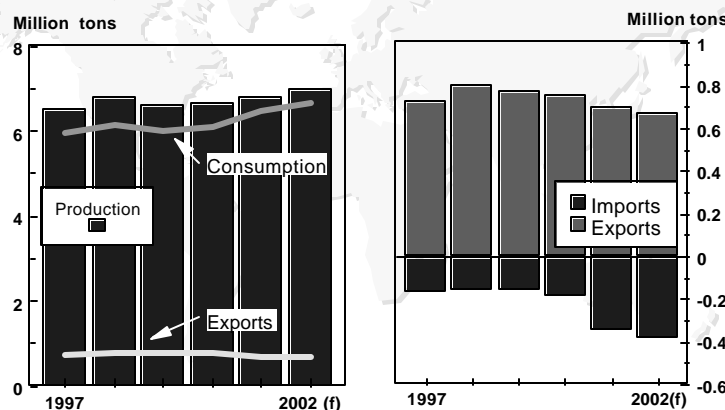 Million tons
8
6
4
2
0
Consumption
Production
Exports
1997
2002 (f)
Million tons
1
0.8
0.6
0.4
0.2
0
-0.2
-0.4
-0.6
Imports
Exports
1997
2002(f)